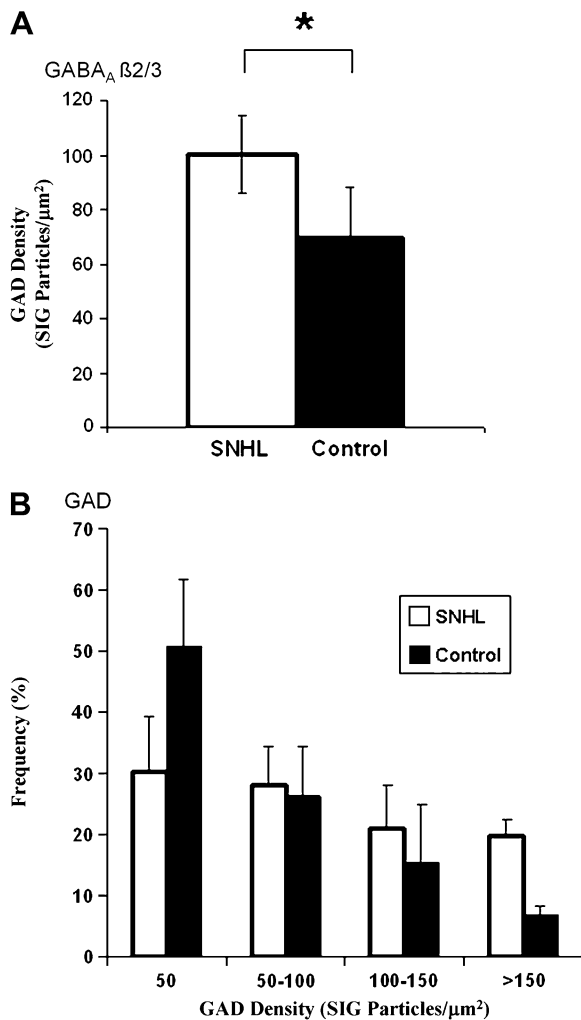 A
*
GABAA ß2/3
GAD Density
(SIG Particles/µm²)
120
100
80
60
40
20
0
SNHL Control
B
GAD
Frequency (%)
70
60
50
40
30
20
10
0
SNHL
Control
50 50-100 100-150 >150
GAD Density (SIG Particles/µm²)